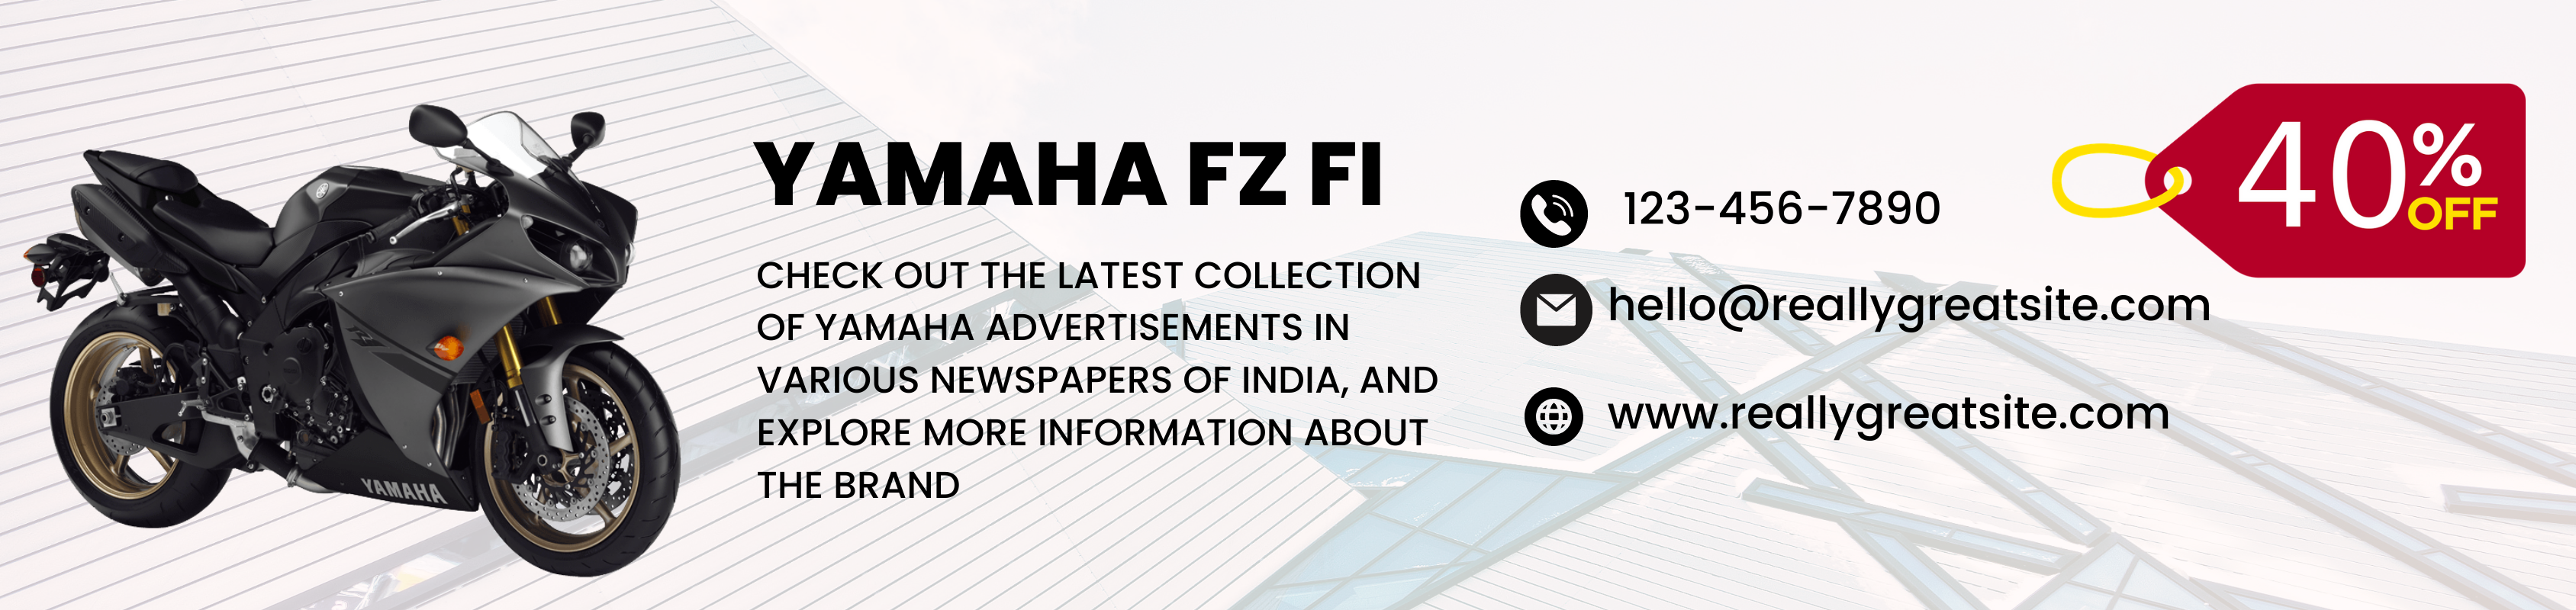 YAMAHA FZ FI
CHECK OUT THE LATEST COLLECTION
OF YAMAHA ADVERTISEMENTS IN
VARIOUS NEWSPAPERS OF INDIA, AND
EXPLORE MORE INFORMATION ABOUT
THE BRAND
123-456-7890
hello@reallygreatsite.com
www.reallygreatsite.com
40%
OFF
YAMAHA